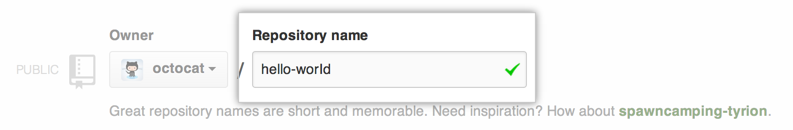 Owner
Repository name
PUBLIC
octocat
/
hello-world
Great repository names are short and memorable. Need inspiration? How about spawncamping-tyrion.